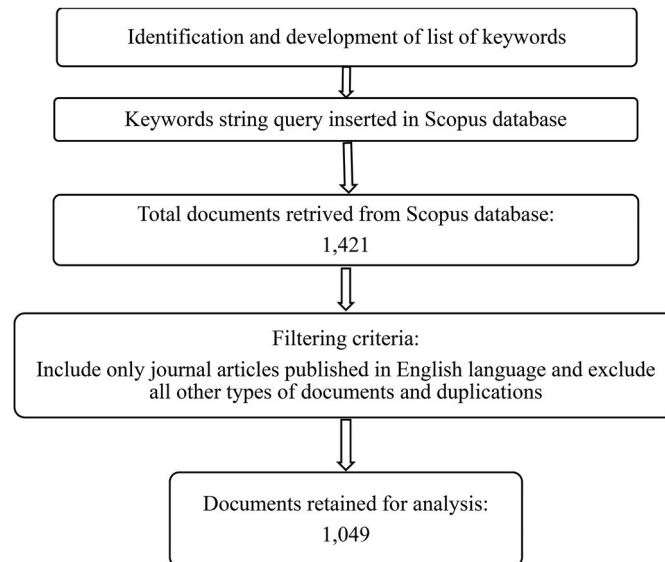 Identification and development of list of keywords
Keywords string query inserted in Scopus database
Total documents retrived from Scopus database:
1,421
Filtering criteria:
Include only journal articles published in English language and exclude
all other types of documents and duplications
Documents retained for analysis:
1,049